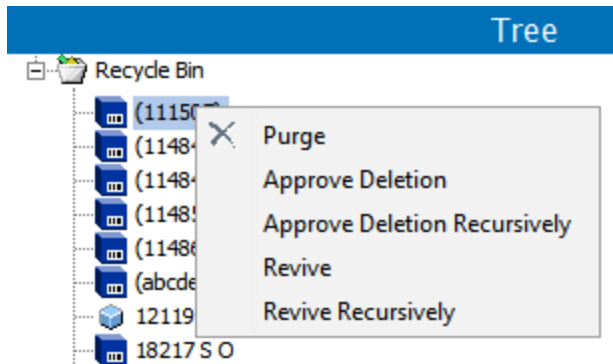 Tree
Recycle Bin
(11150
Purge
(1148
Approve Deletion
(1148
(1148
Approve Deletion Recursively
(1148
Revive
(abcde
12119
Revive Recursively
18217 S O